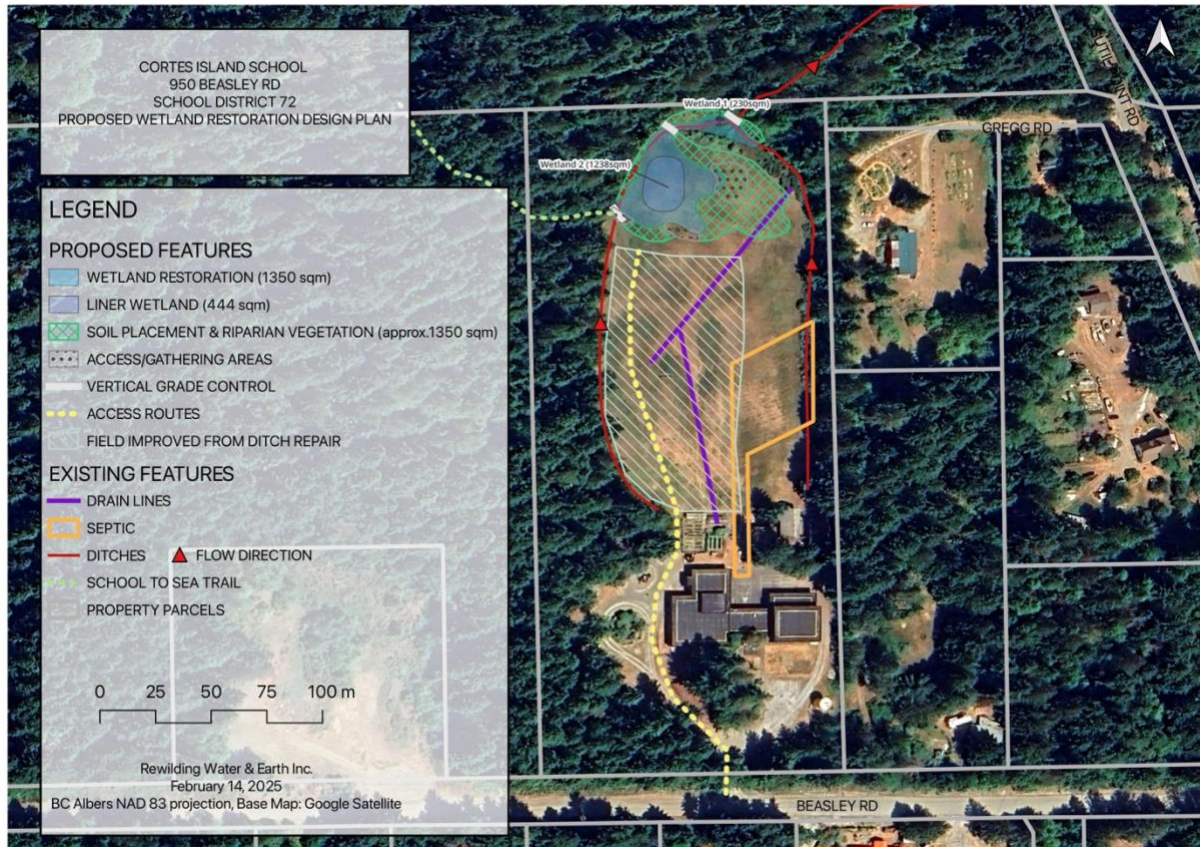 CORTES ISLAND SCHOOL
950 BEASLEY RD
SCHOOL DISTRICT 72
PROPOSED WETLAND RESTORATION DESIGN PLAN
LEGEND
PROPOSED FEATURES
WETLAND RESTORATION (1350 sqm)
LINER WETLAND (444 sqm)
SOIL PLACEMENT & RIPARIAN VEGETATION (approx.1350 sqm)
ACCESS/GATHERING AREAS
VERTICAL GRADE CONTROL
ACCESS ROUTES
FIELD IMPROVED FROM DITCH REPAIR
EXISTING FEATURES
DRAIN LINES
SEPTIC
DITCHES FLOW DIRECTION
SCHOOL TO SEA TRAIL
PROPERTY PARCELS
0 25 50 75 100 m
Rewilding Water & Earth Inc.
February 14, 2025
BC Albers NAD 83 projection, Base Map: Google Satellite
Wetland 1 (230sqm)
Wetland 2 (1238sqm)
GREGG RD
BEASLEY RD